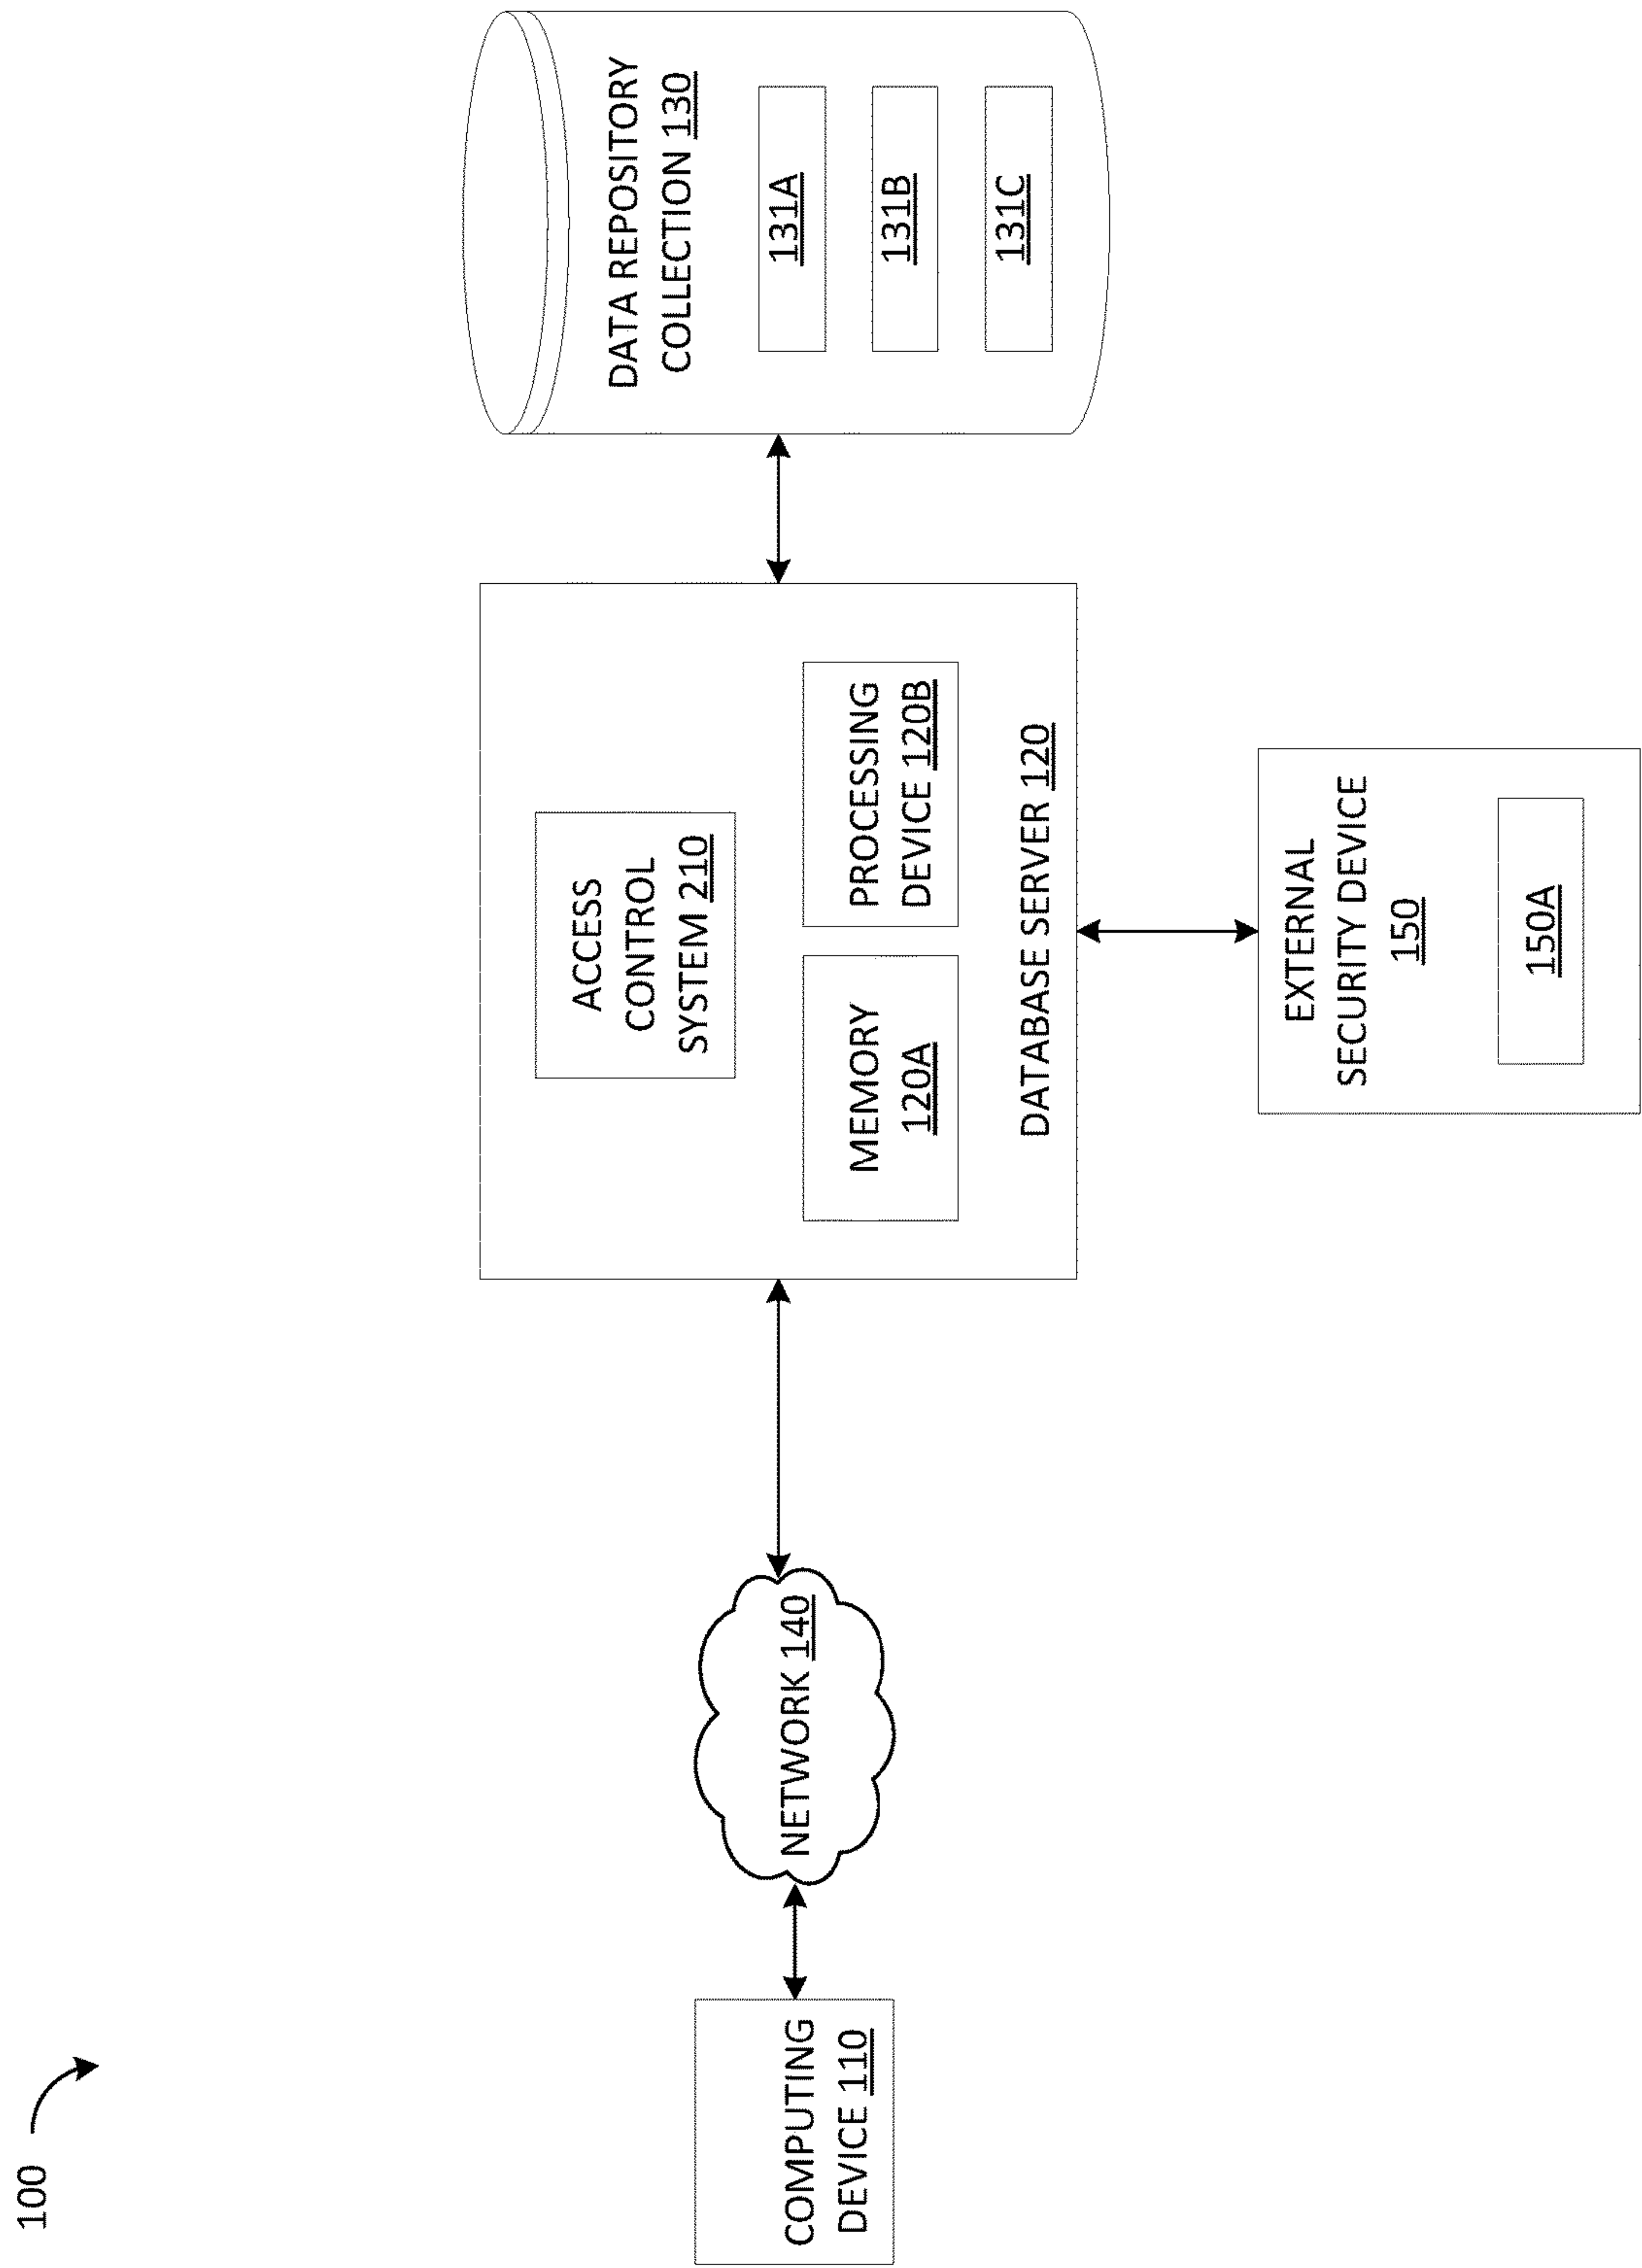 100
COMPUTING
DEVICE 110
NETWORK 140
ACCESS
CONTROL
SYSTEM 210
MEMORY
120A
PROCESSING
DEVICE 120B
DATABASE SERVER 120
EXTERNAL
SECURITY DEVICE
150
150A
DATA REPOSITORY
COLLECTION 130
131A
131B
131C